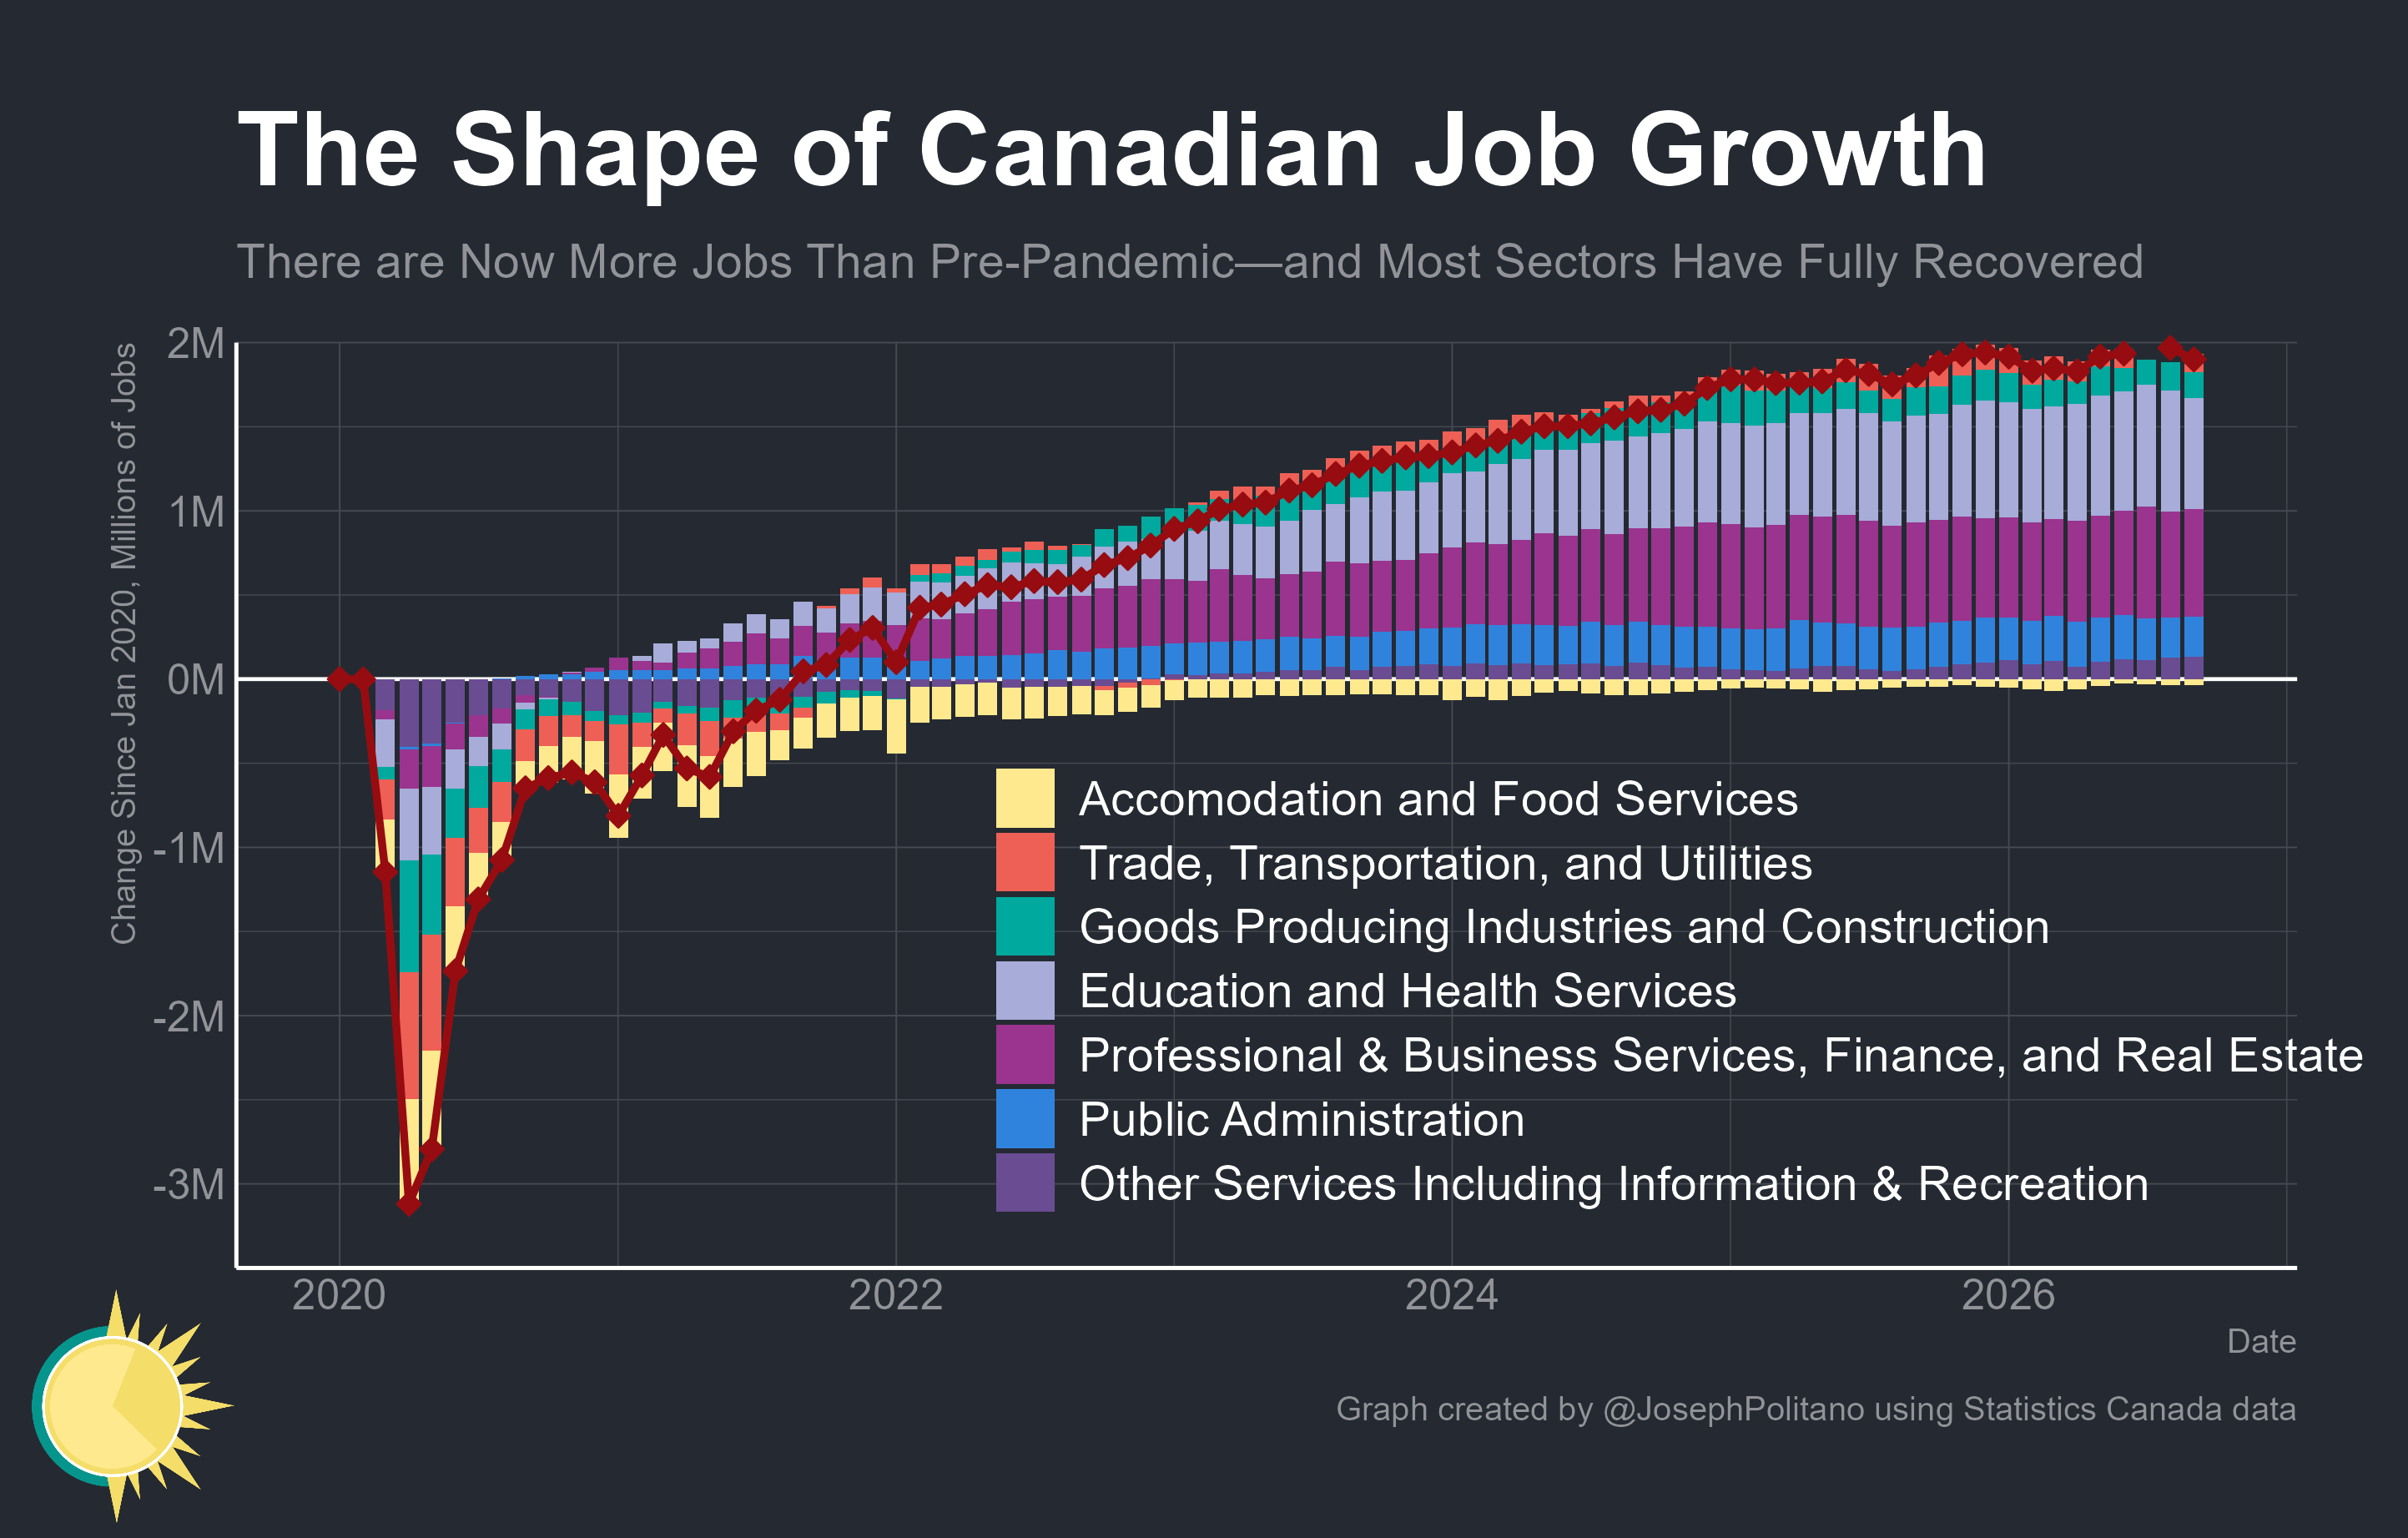 The Shape of Canadian Job Growth
There are Now More Jobs Than Pre-Pandemic—and Most Sectors Have Fully Recovered
Change Since Jan 2020, Millions of Jobs
2M
1M
0M
-1M
-2M
-3M
Accomodation and Food Services
Trade, Transportation, and Utilities
Goods Producing Industries and Construction
Education and Health Services
Professional & Business Services, Finance, and Real Estate
Public Administration
Other Services Including Information & Recreation
2020 2022 2024 2026
Date
Graph created by @JosephPolitano using Statistics Canada data